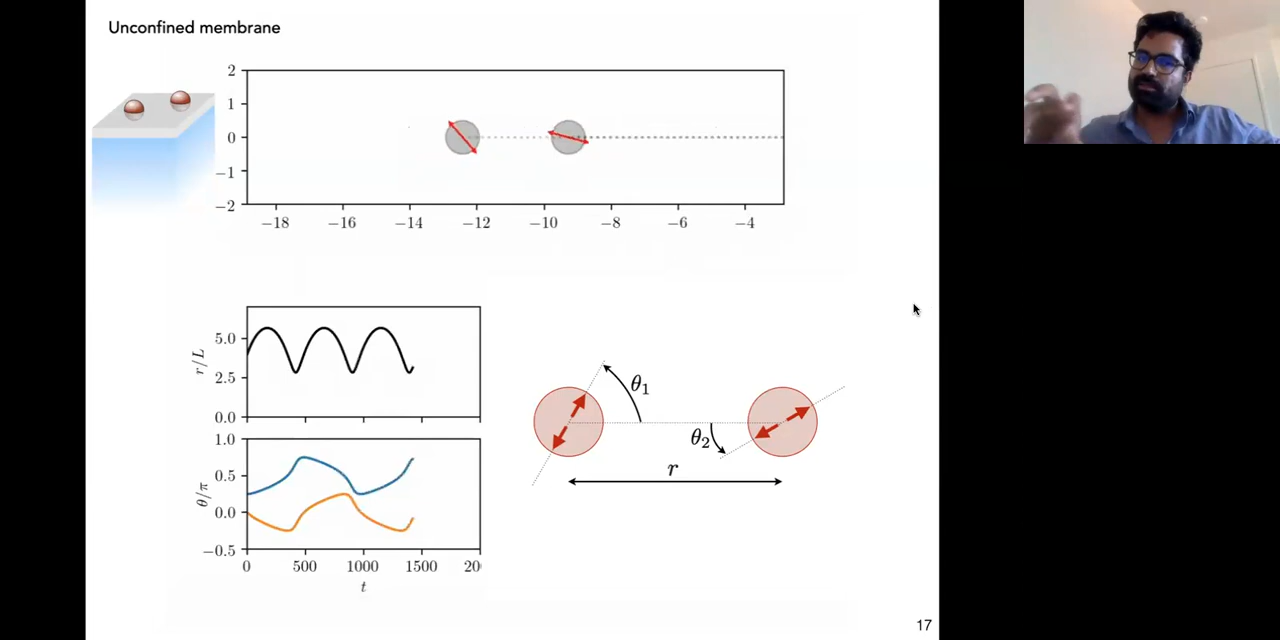 Unconfined membrane
2
1
0
−1
−2
−18 −16 −14 −12 −10 −8 −6 −4
5.0
2.5
0.0
r/L
1.0
0.5
0.0
−0.5
θ/π
0 500 1000 1500 20
t
θ1
θ2
r
17